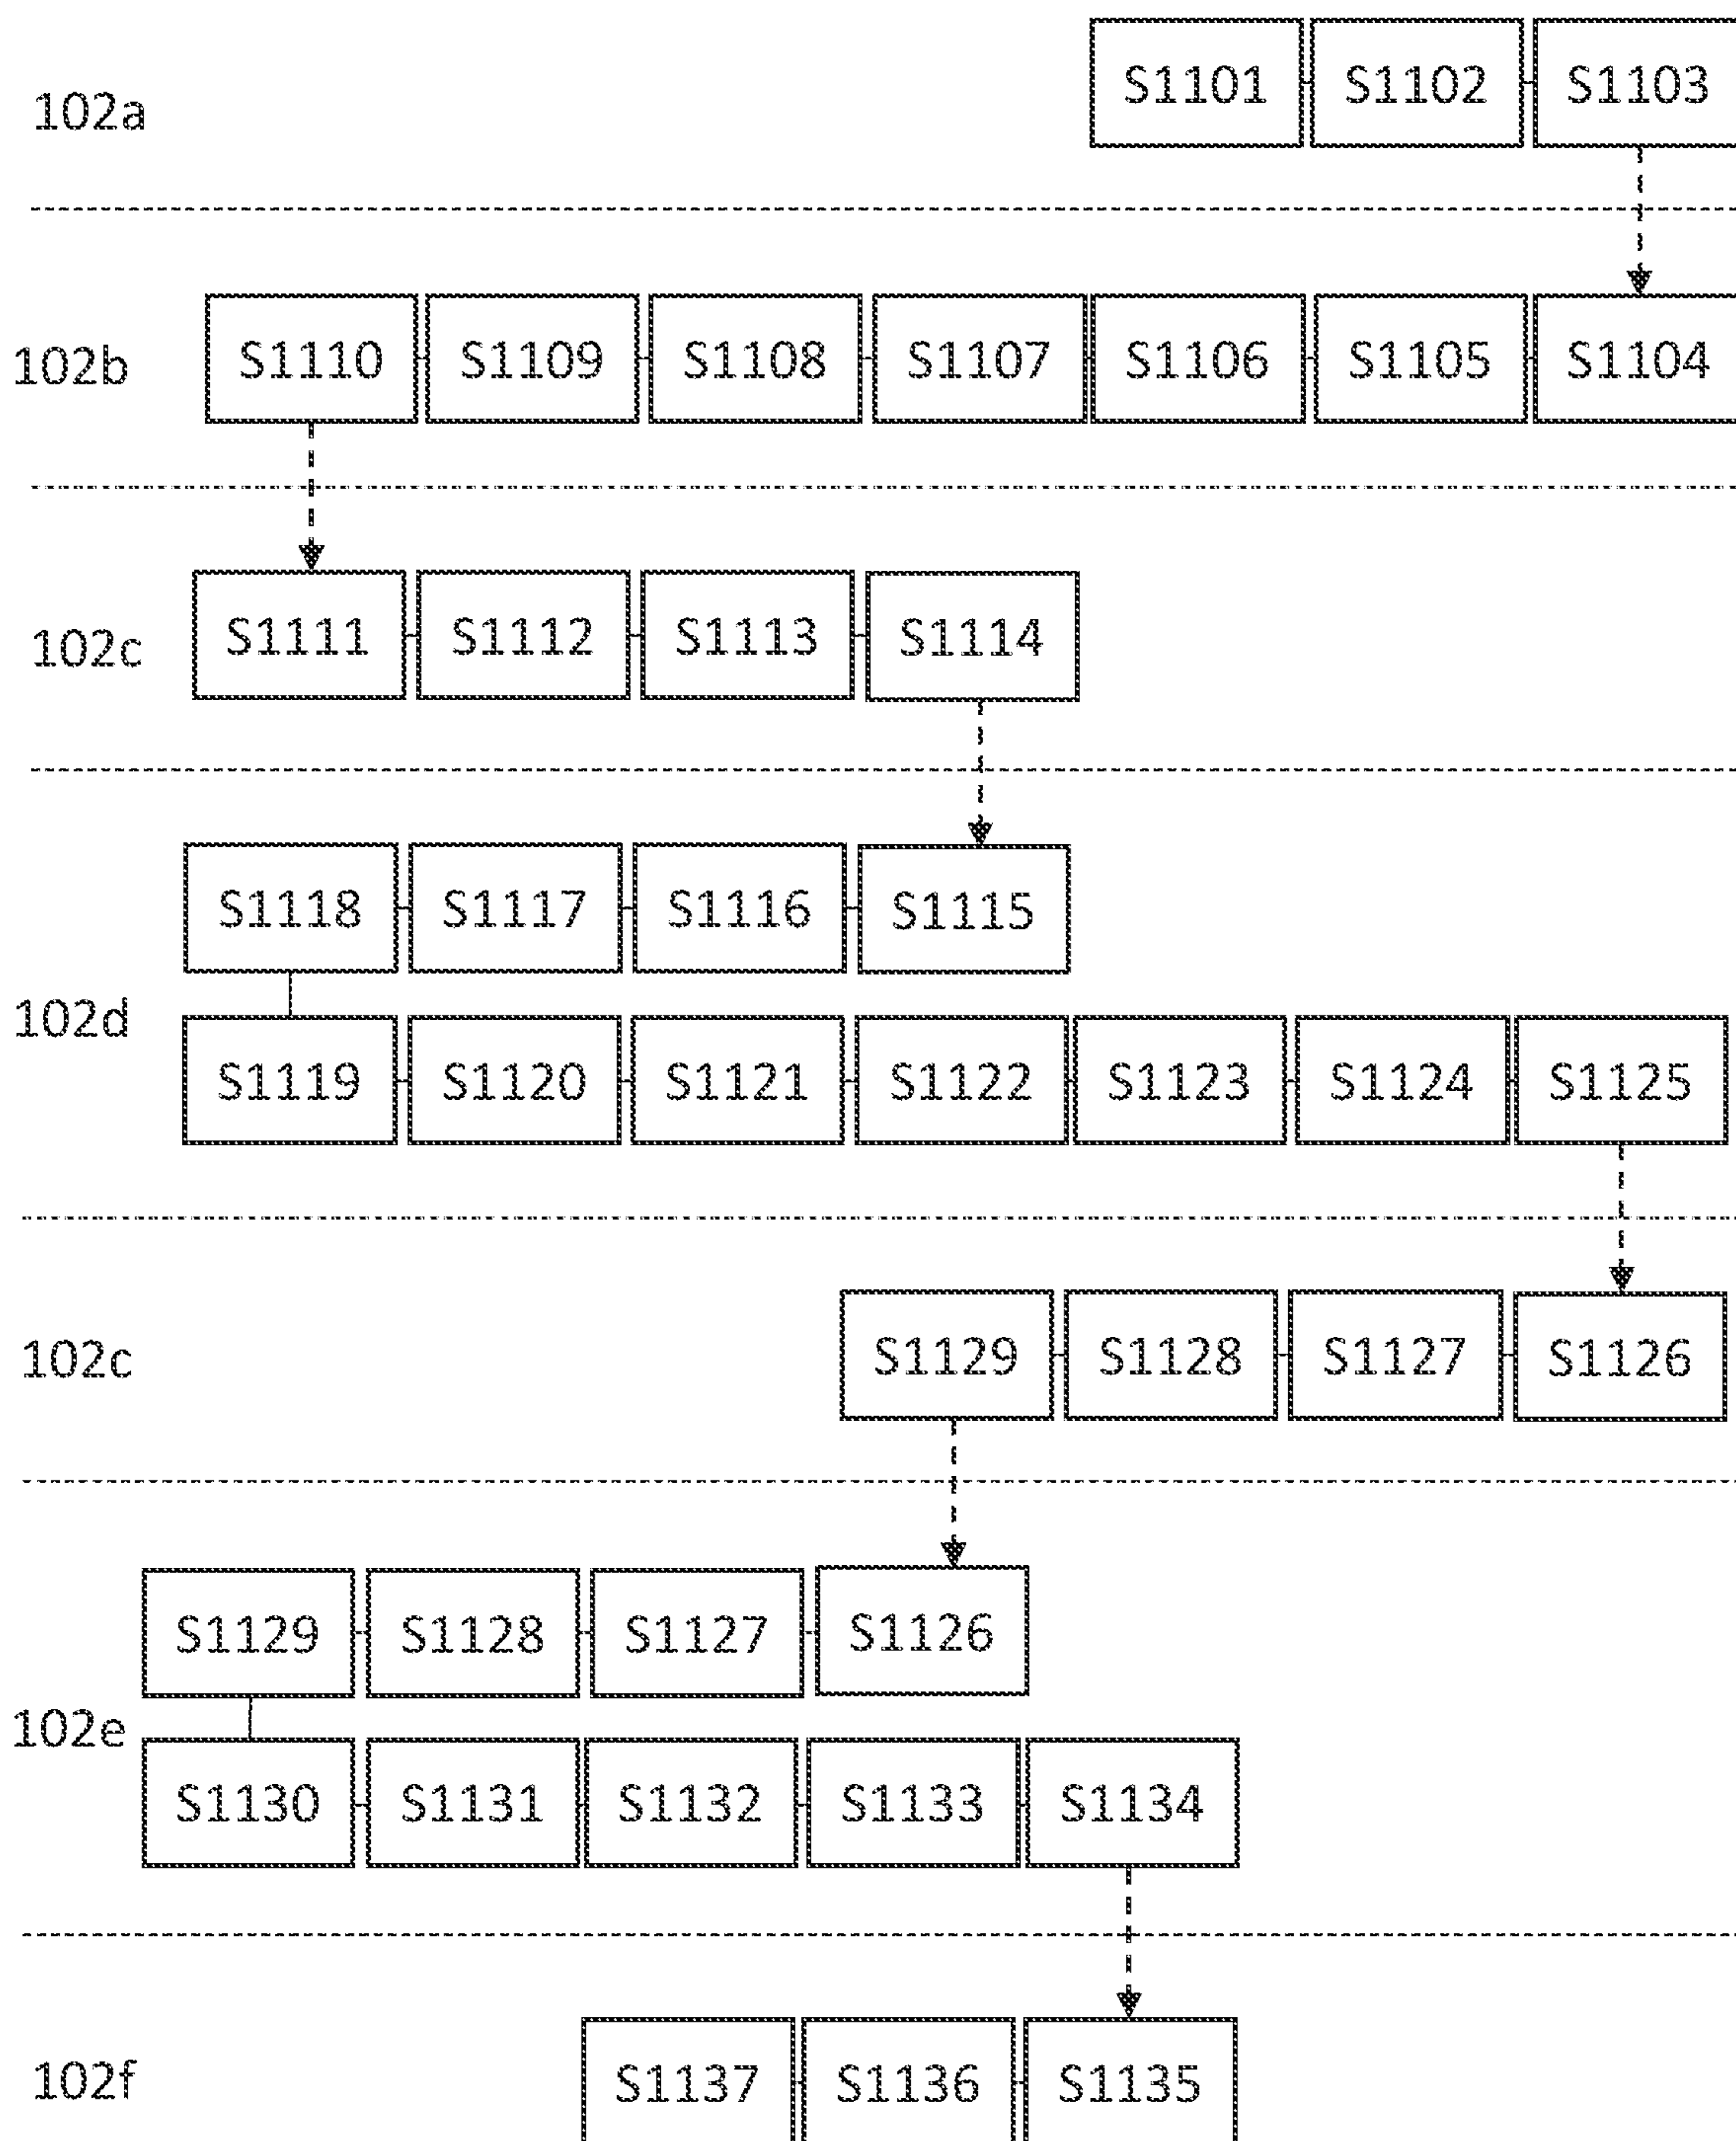 S1101 S1102 S1103
102a
S1110 S1109 S1108 S1107 S1106 S1105 S1104
102b
S1111 S1112 S1113 S1114
102c
S1118 S1117 S1116 S1115
102d
S1119 S1120 S1121 S1122 S1123 S1124 S1125
S1129 S1128 S1127 S1126
102c
S1129 S1128 S1127 S1126
102e
S1130 S1131 S1132 S1133 S1134
102f
S1137 S1136 S1135